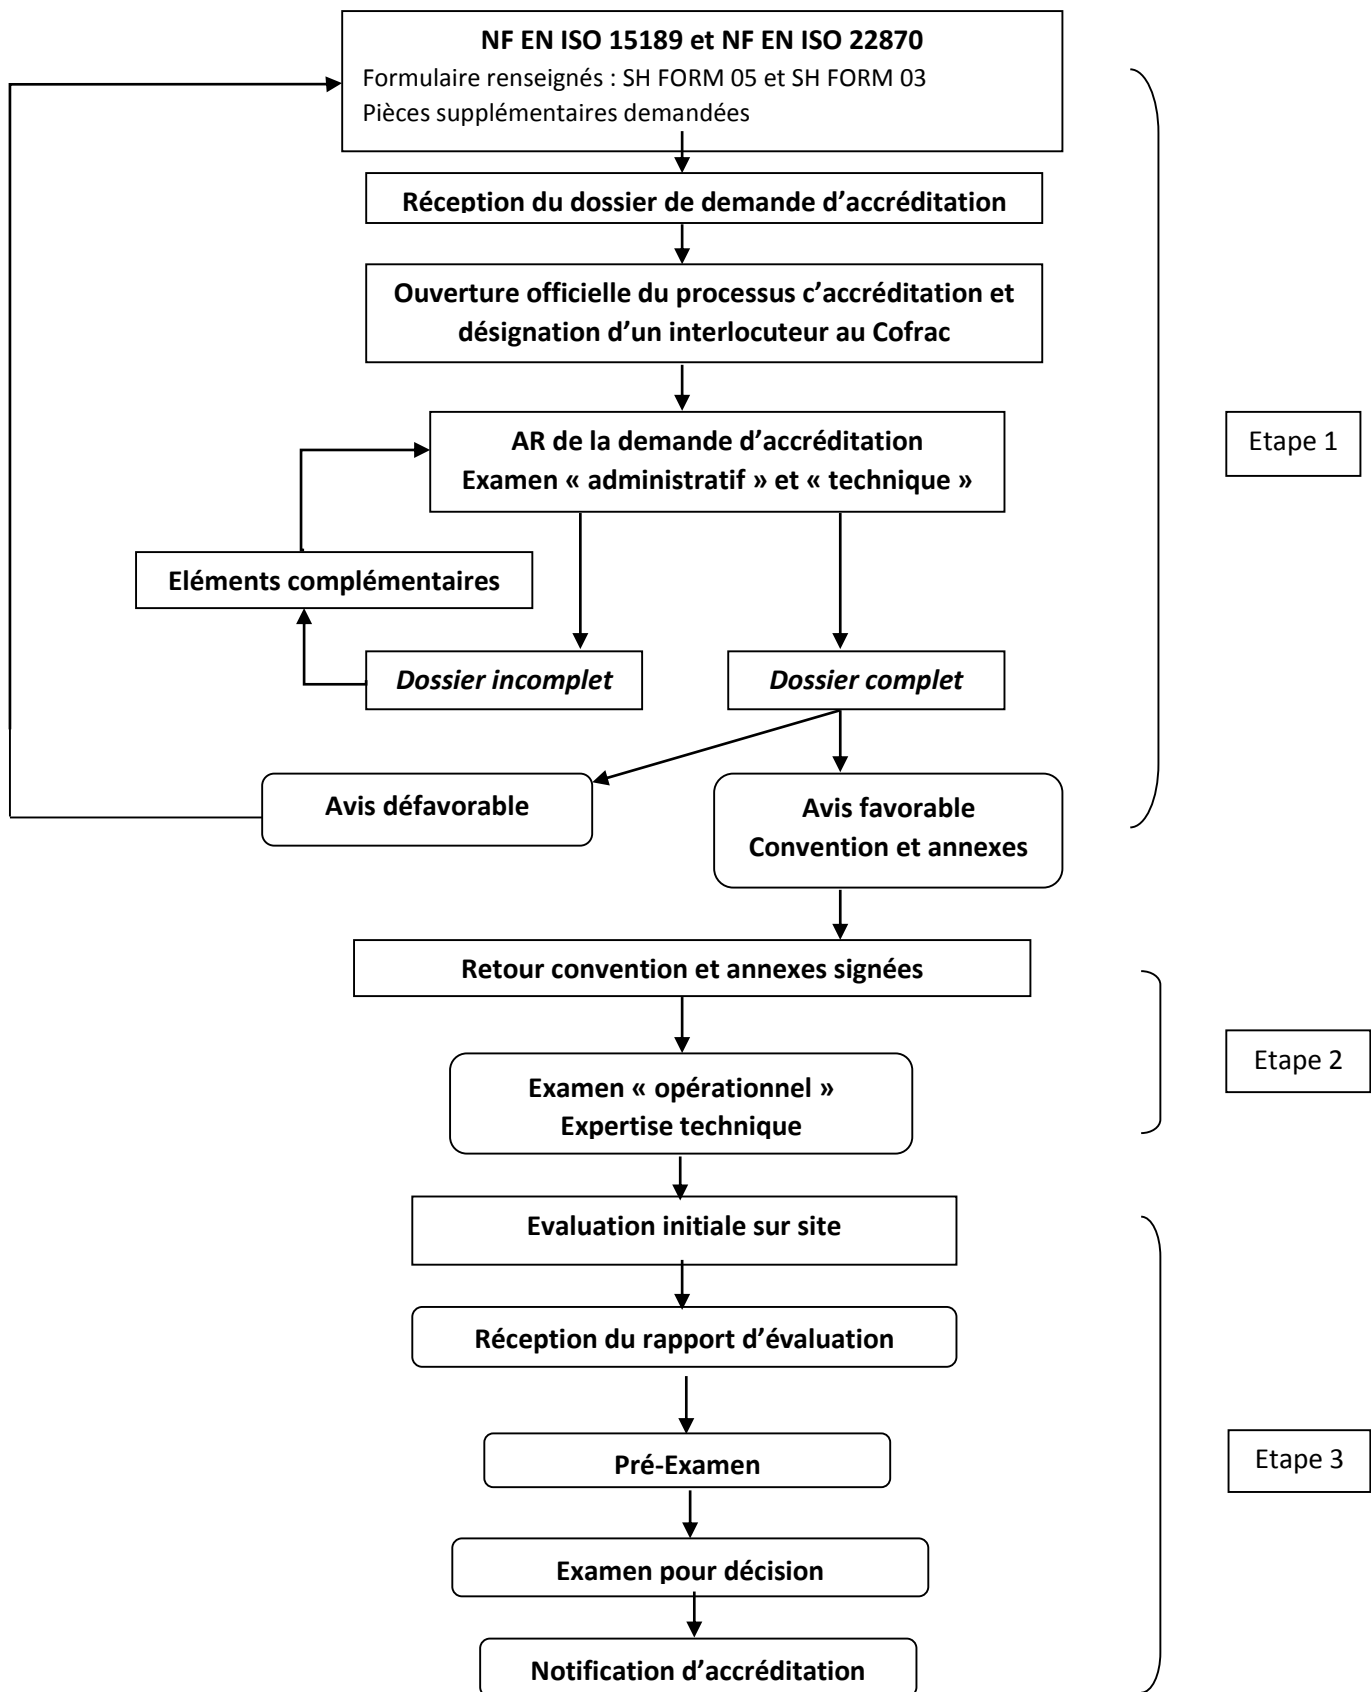 NF EN ISO 15189 et NF EN ISO 22870
Formulaire renseignés : SH FORM 05 et SH FORM 03
Pièces supplémentaires demandées
Réception du dossier de demande d’accréditation
Ouverture officielle du processus c’accréditation et
désignation d’un interlocuteur au Cofrac
AR de la demande d’accréditation
Examen « administratif » et « technique »
Etape 1
Eléments complémentaires
Dossier incomplet
Dossier complet
Avis défavorable
Avis favorable
Convention et annexes
Retour convention et annexes signées
Examen « opérationnel »
Expertise technique
Etape 2
Evaluation initiale sur site
Réception du rapport d’évaluation
Pré-Examen
Etape 3
Examen pour décision
Notification d’accréditation